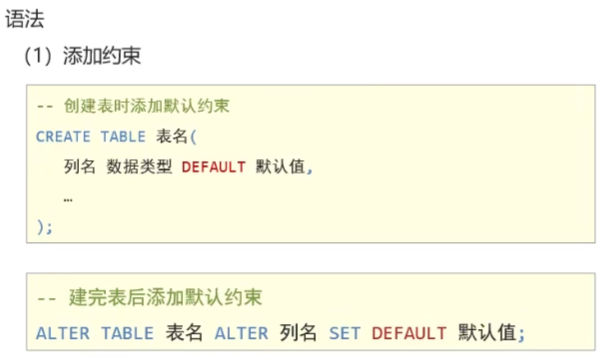 语法
（1）添加约束
-- 创建表时添加默认约束
CREATE TABLE 表名(
列名 数据类型 DEFAULT 默认值,
…
);
-- 建完表后添加默认约束
ALTER TABLE 表名 ALTER 列名 SET DEFAULT 默认值;